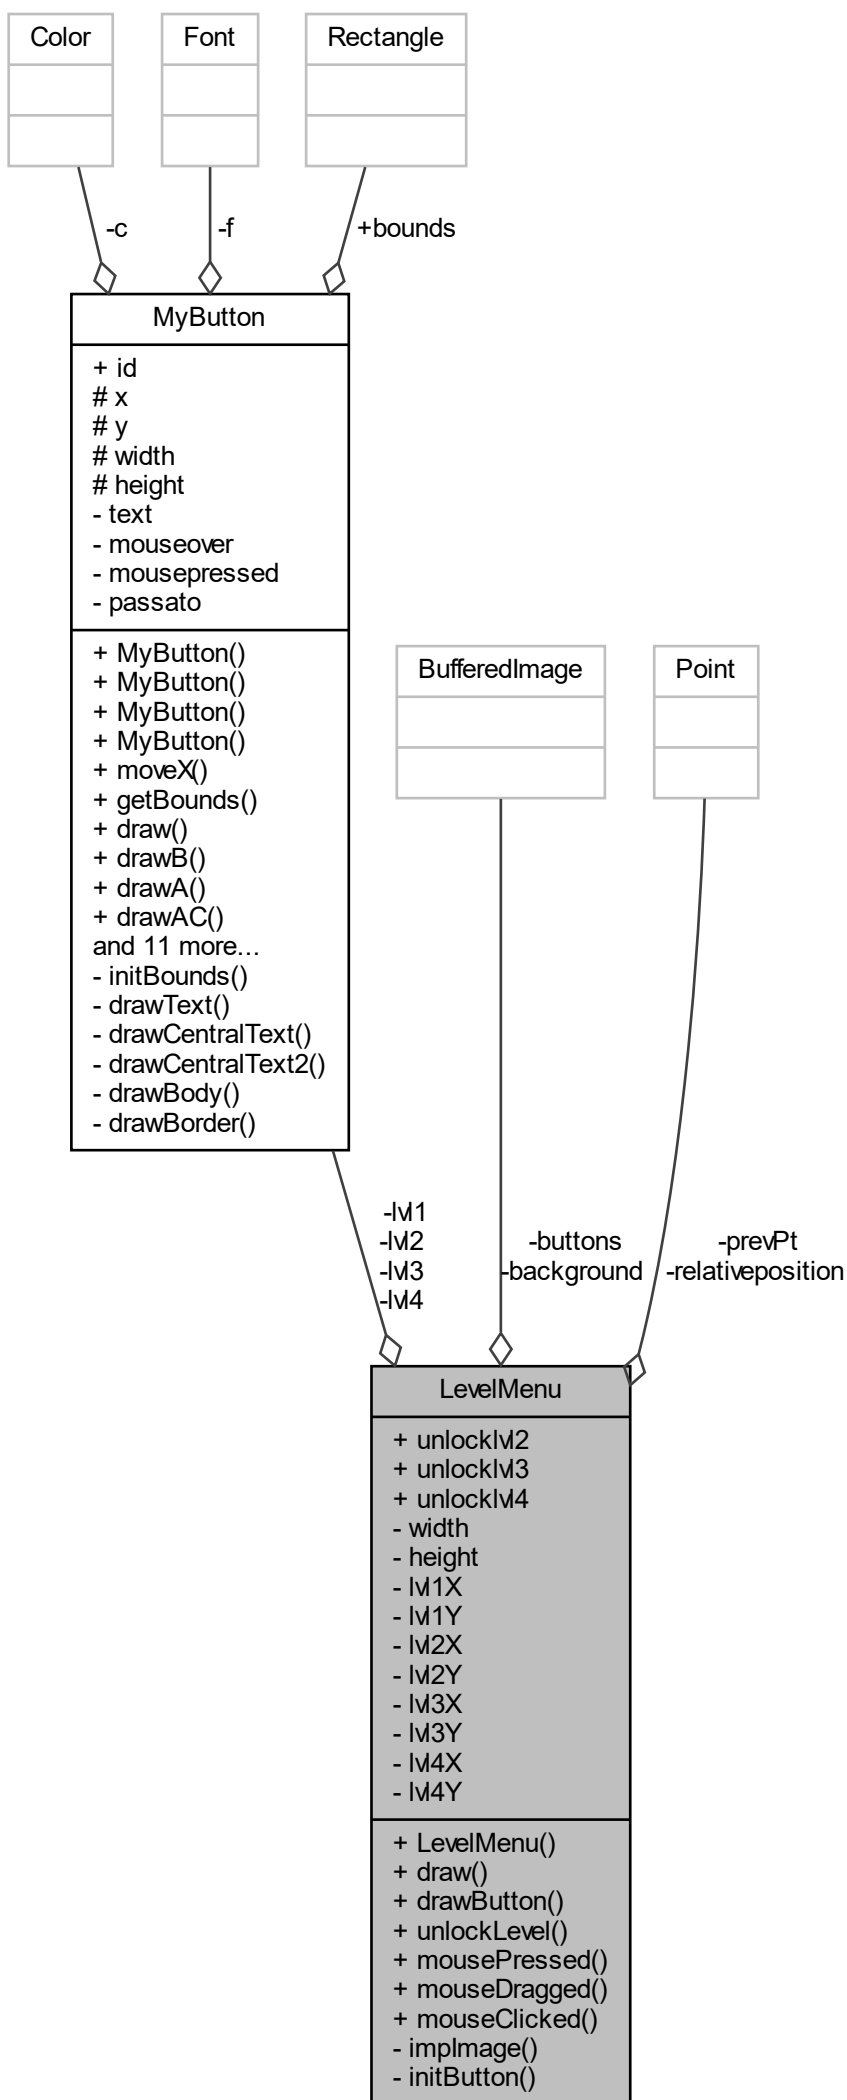 Color
Font
Rectangle
-c
-f
+bounds
MyButton
+ id
# x
# y
# width
# height
- text
- mouseover
- mousepressed
- passato
+ MyButton()
+ MyButton()
+ MyButton()
+ MyButton()
+ moveX()
+ getBounds()
+ draw()
+ drawB()
+ drawA()
+ drawAC()
and 11 more...
- initBounds()
- drawText()
- drawCentralText()
- drawCentralText2()
- drawBody()
- drawBorder()
BufferedImage
Point
-lvl1
-lvl2
-lvl3
-lvl4
-buttons
-background
-prevPt
-relativeposition
LevelMenu
+ unlocklvl2
+ unlocklvl3
+ unlocklvl4
- width
- height
- lvl1X
- lvl1Y
- lvl2X
- lvl2Y
- lvl3X
- lvl3Y
- lvl4X
- lvl4Y
+ LevelMenu()
+ draw()
+ drawButton()
+ unlockLevel()
+ mousePressed()
+ mouseDragged()
+ mouseClicked()
- impImage()
- initButton()